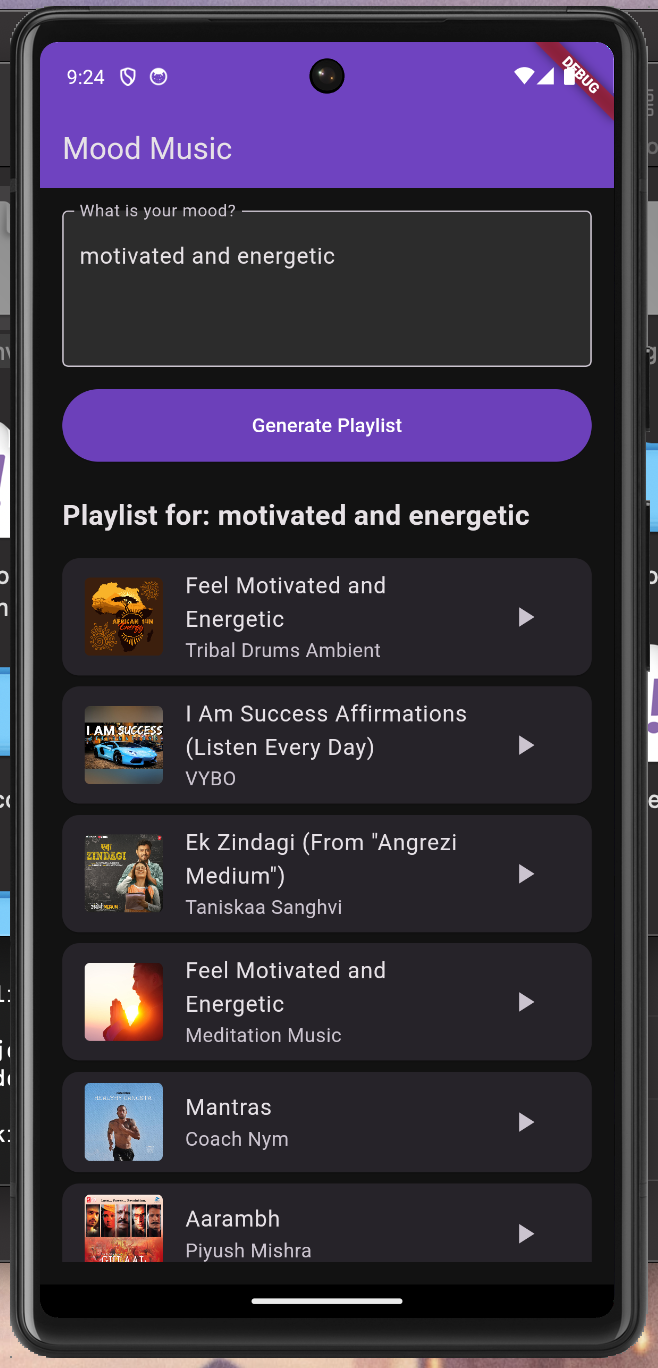 9:24
DEBUG
Mood Music
What is your mood?
motivated and energetic
Generate Playlist
Playlist for: motivated and energetic
AFRICAN SUN
Energy
Feel Motivated and
Energetic
Tribal Drums Ambient
I AM SUCCESS
I Am Success Affirmations
(Listen Every Day)
VYBO
ZINDAGI
Ek Zindagi (From "Angrezi
Medium")
Taniskaa Sanghvi
Feel Motivated and
Energetic
Meditation Music
Mantras
Coach Nym
GULAAL
Aarambh
Piyush Mishra